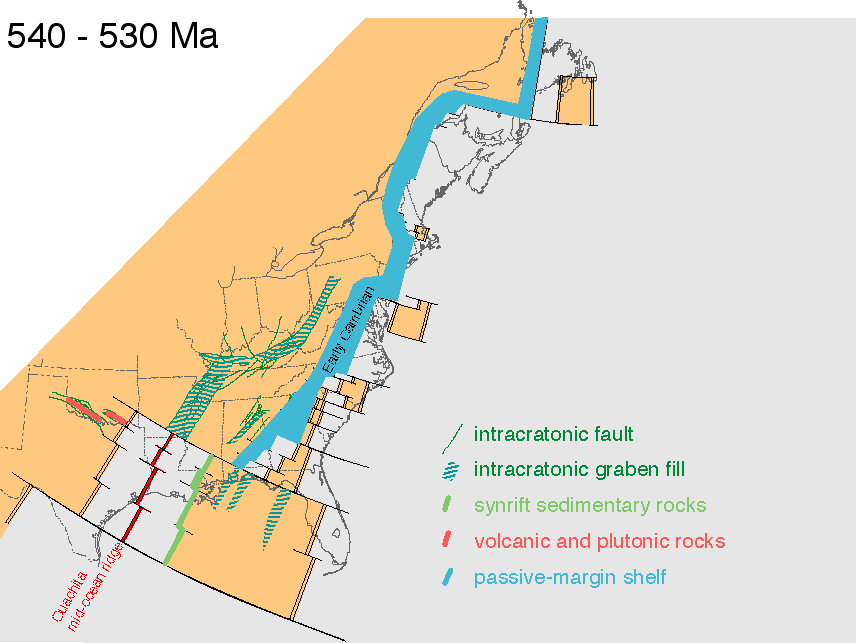 540 - 530 Ma
Early Cambrian
intracratonic fault
intracratonic graben fill
synrift sedimentary rocks
volcanic and plutonic rocks
passive-margin shelf
Ouachita
mid-ocean ridge